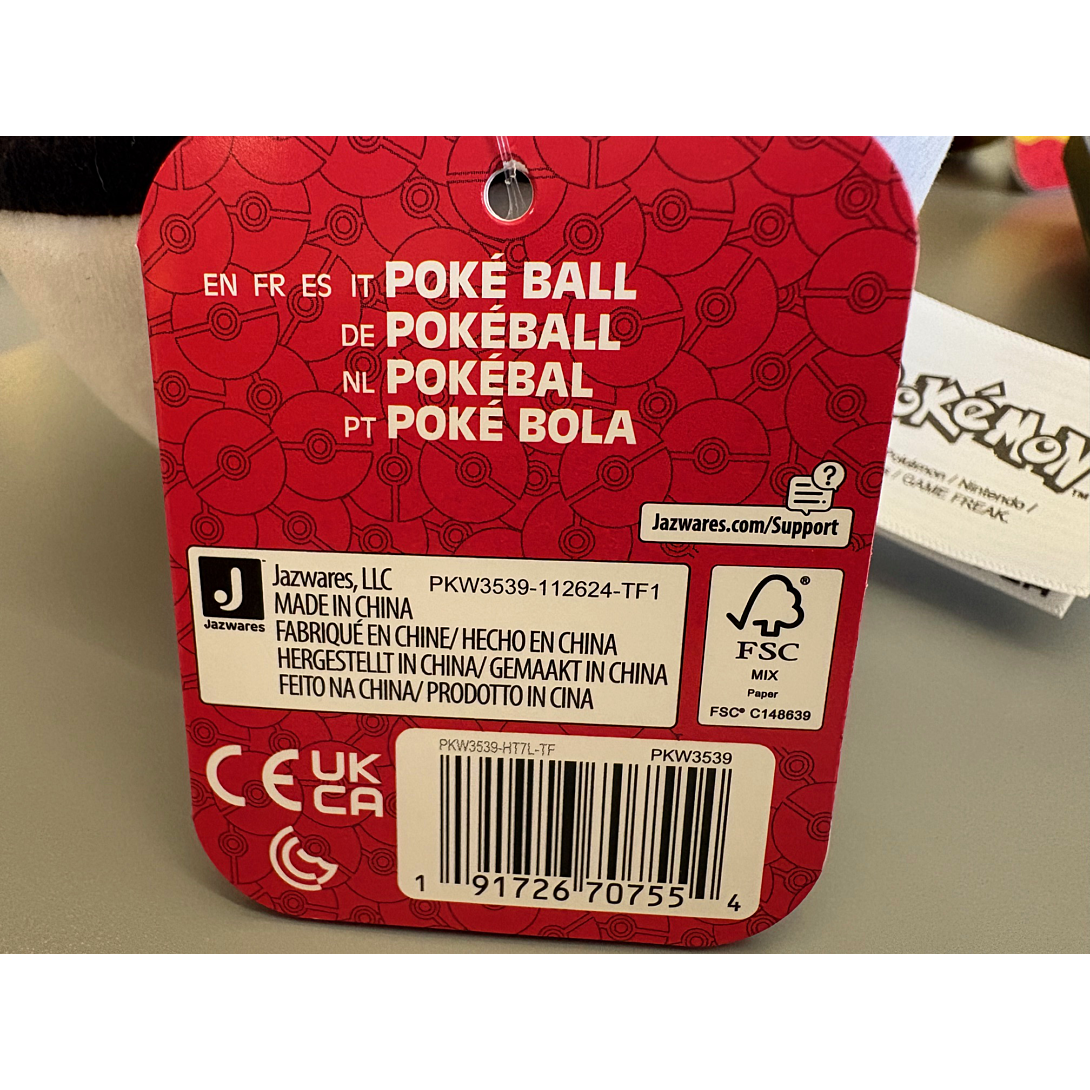 EN FR ES IT POKÉ BALL
DE POKÉBALL
NL POKÉBAL
PT POKÉ BOLA
?
Jazwares.com/Support
J
Jazwares
Jazwares, LLC PKW3539-112624-TF1
MADE IN CHINA
FABRIQUÉ EN CHINE/ HECHO EN CHINA
HERGESTELLT IN CHINA/ GEMAAKT IN CHINA
FEITO NA CHINA/ PRODOTTO IN CINA
®
FSC
MIX
Paper
FSC® C148639
CE UK
CA
PKW3539-HT7L-TF PKW3539
1 91726 70755 4
POKéMON
Pokémon / Nintendo /
/ GAME FREAK.